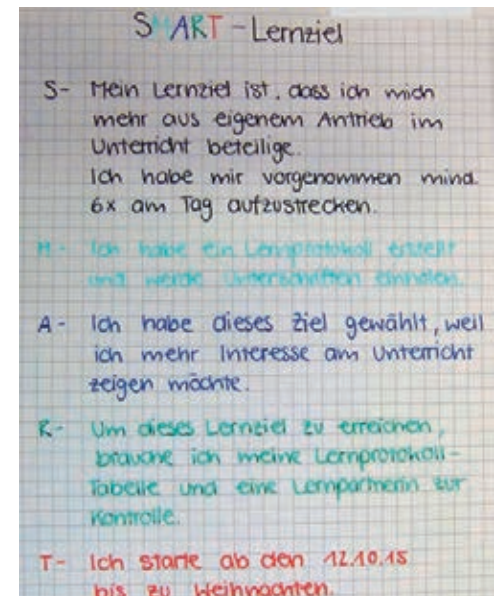 SMART-Lernziel
S- Mein Lernziel ist, dass ich mich
mehr aus eigenem Antrieb im
Unterricht beteilige.
Ich habe mir vorgenommen mind.
6x am Tag aufzustrecken.
M- Ich habe ein Lernprotokoll erstellt
und werde Unterschriften einholen.
A- Ich habe dieses Ziel gewählt, weil
ich mehr Interesse am Unterricht
zeigen möchte.
R- Um dieses Lernziel zu erreichen,
brauche ich meine Lernprotokoll-
Tabelle und eine Lernpartnerin zur
Kontrolle.
T- Ich starte ab den 12.10.15
bis zu Weihnachten.